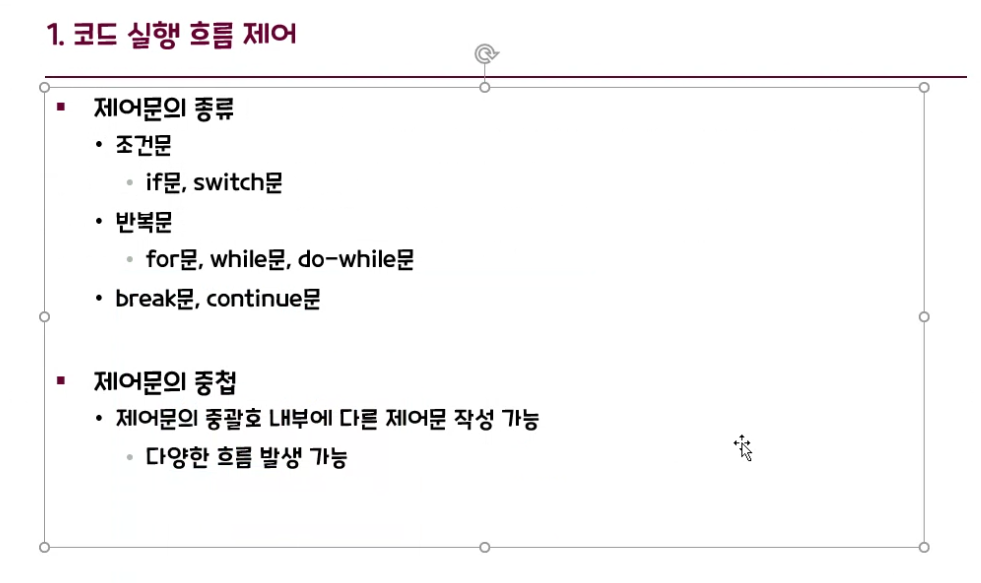 1. 코드 실행 흐름 제어
제어문의 종류
조건문
if문, switch문
반복문
for문, while문, do-while문
break문, continue문
제어문의 중첩
제어문의 중괄호 내부에 다른 제어문 작성 가능
다양한 흐름 발생 가능